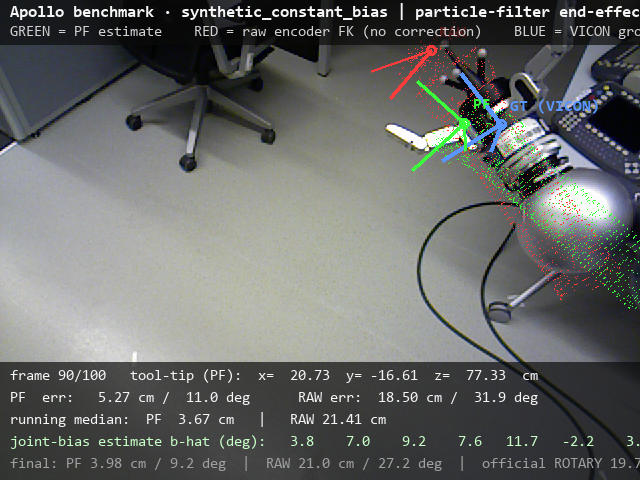 Apollo benchmark · synthetic_constant_bias | particle-filter end-effec
GREEN = PF estimate RED = raw encoder FK (no correction) BLUE = VICON gro
PF GT (VICON)
frame 90/100 tool-tip (PF): x= 20.73 y= -16.61 z= 77.33 cm
PF err: 5.27 cm / 11.0 deg RAW err: 18.50 cm / 31.9 deg
running median: PF 3.67 cm | RAW 21.41 cm
joint-bias estimate b-hat (deg): 3.8 7.0 9.2 7.6 11.7 -2.2 3.
final: PF 3.98 cm / 9.2 deg | RAW 21.0 cm / 27.2 deg | official ROTARY 19.7